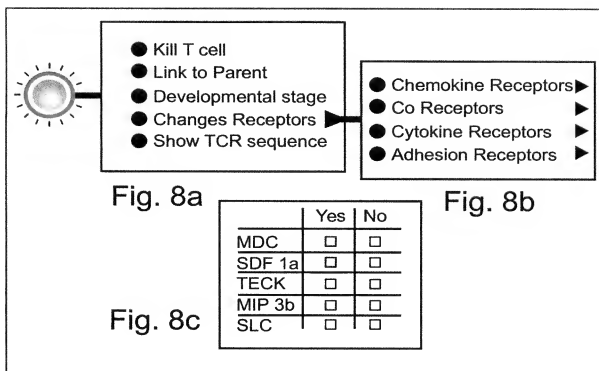 Kill T cell
Link to Parent
Developmental stage
Changes Receptors
Show TCR sequence
Fig. 8a
Chemokine Receptors
Co Receptors
Cytokine Receptors
Adhesion Receptors
Fig. 8b
Yes No
MDC
SDF 1a
TECK
MIP 3b
SLC
Fig. 8c